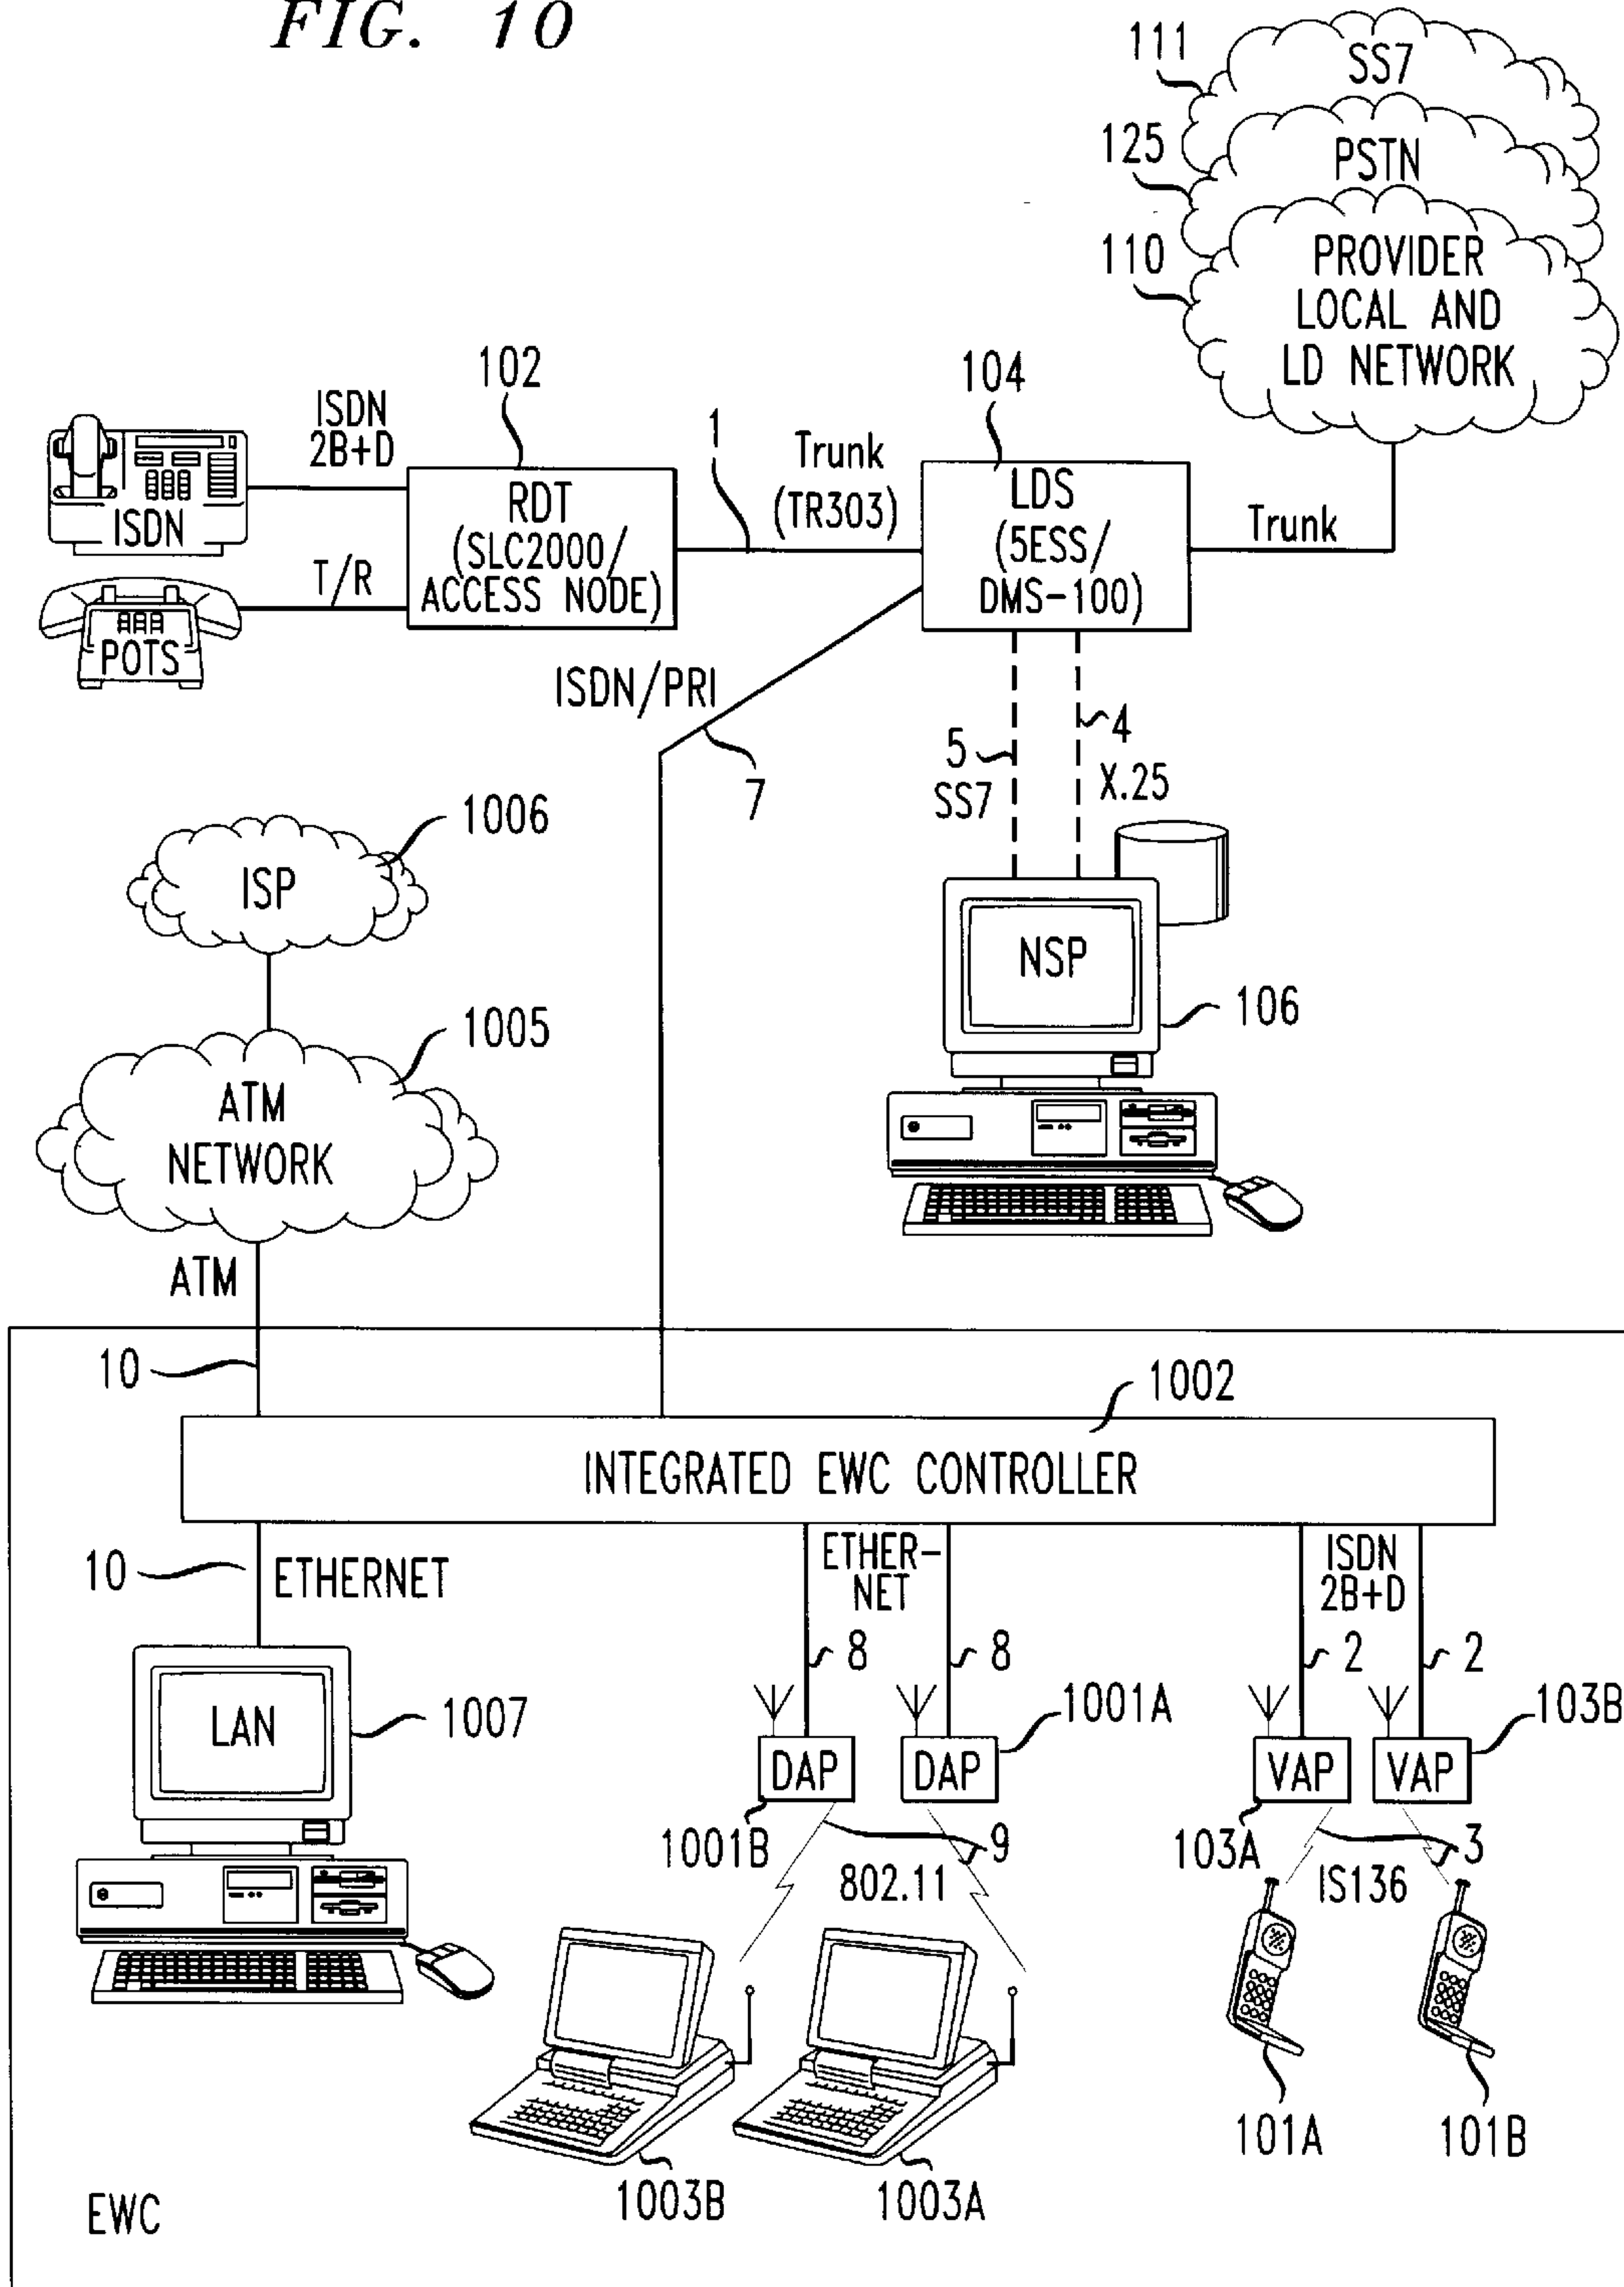 FIG. 10
111
SS7
125
PSTN
110
PROVIDER
LOCAL AND
LD NETWORK
102
104
ISDN
2B+D
1
Trunk
(TR303)
ISDN
RDT
(SLC2000/
ACCESS NODE)
LDS
(5ESS/
DMS-100)
Trunk
T/R
POTS
ISDN/PRI
7
5
SS7
4
X.25
1006
ISP
NSP
106
1005
ATM
NETWORK
ATM
10
1002
INTEGRATED EWC CONTROLLER
10
ETHERNET
ETHER-
NET
ISDN
2B+D
8
8
2
2
LAN
1007
1001A
103B
DAP
DAP
VAP
VAP
1001B
9
103A
3
802.11
IS136
101A
101B
1003B
1003A
EWC